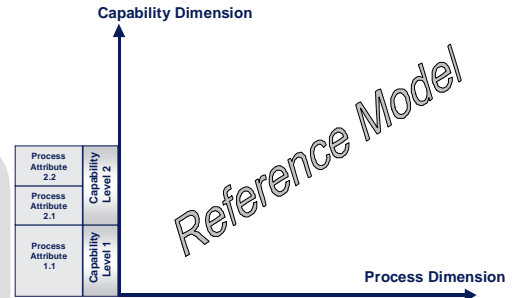 Capability Dimension
Reference Model
Process
Attribute
2.2
Process
Attribute
2.1
Capability
Level 2
Process
Attribute
1.1
Capability
Level 1
Process Dimension